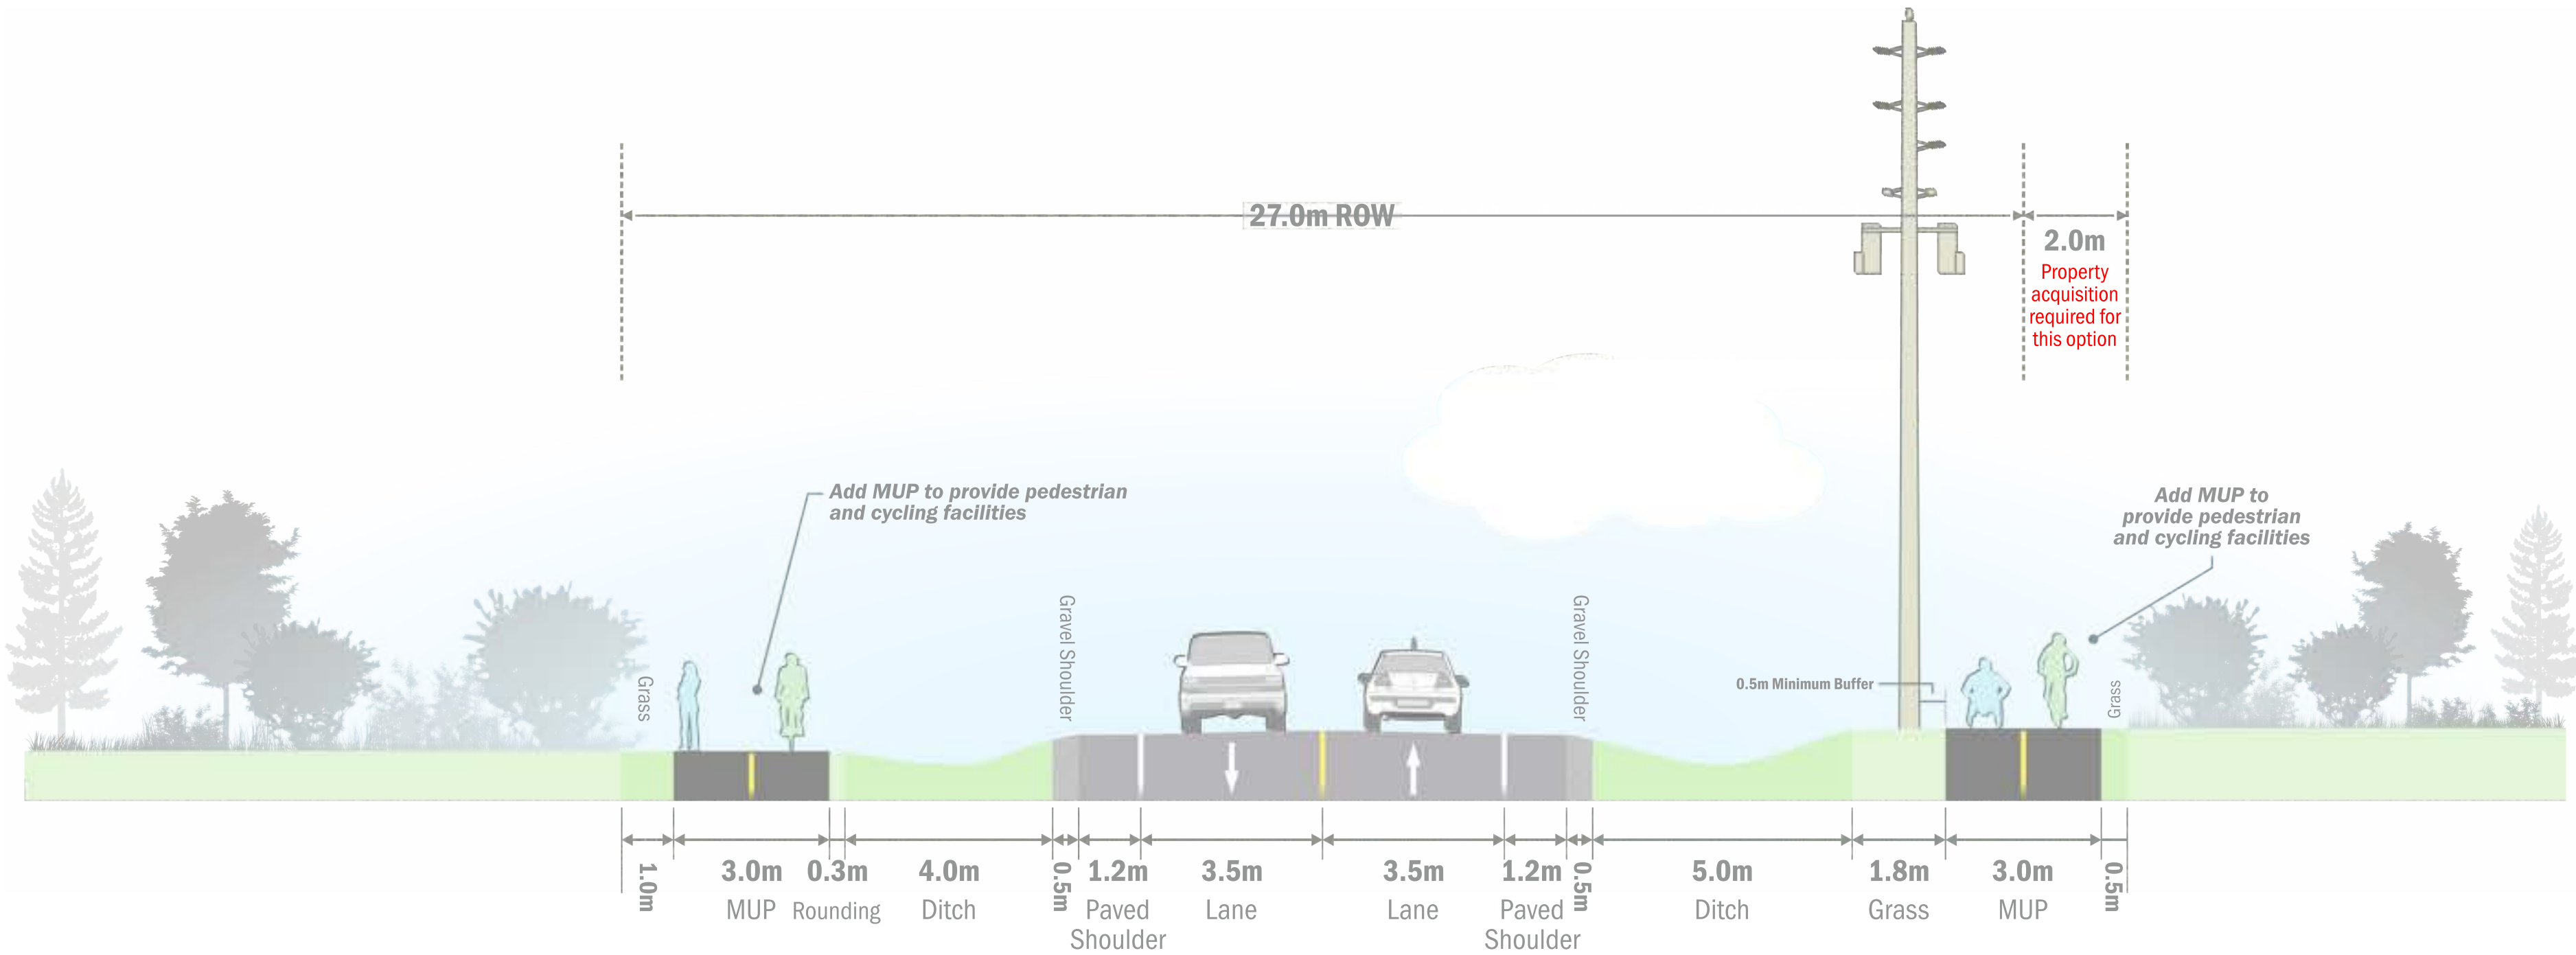 27.0m ROW
2.0m
Property
acquisition
required for
this option
Add MUP to provide pedestrian
and cycling facilities
Add MUP to
provide pedestrian
and cycling facilities
Grass
Gravel Shoulder
Gravel Shoulder
0.5m Minimum Buffer
Grass
1.0m
3.0m
MUP
0.3m
Rounding
4.0m
Ditch
0.5m
1.2m
Paved
Shoulder
3.5m
Lane
3.5m
Lane
1.2m
Paved
Shoulder
0.5m
5.0m
Ditch
1.8m
Grass
3.0m
MUP
0.5m